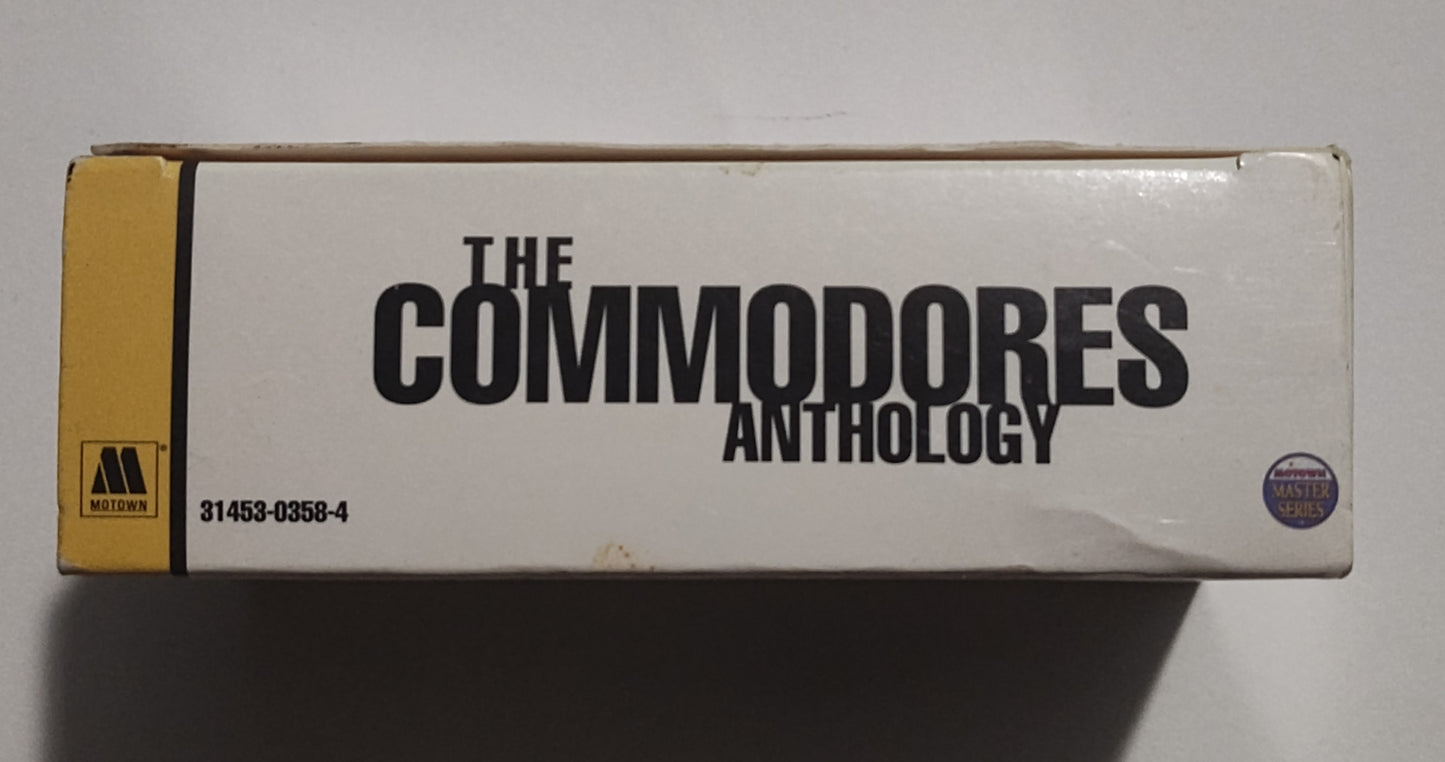 THE
COMMODORES
ANTHOLOGY
MOTOWN
31453-0358-4
MOTOWN
MASTER
SERIES